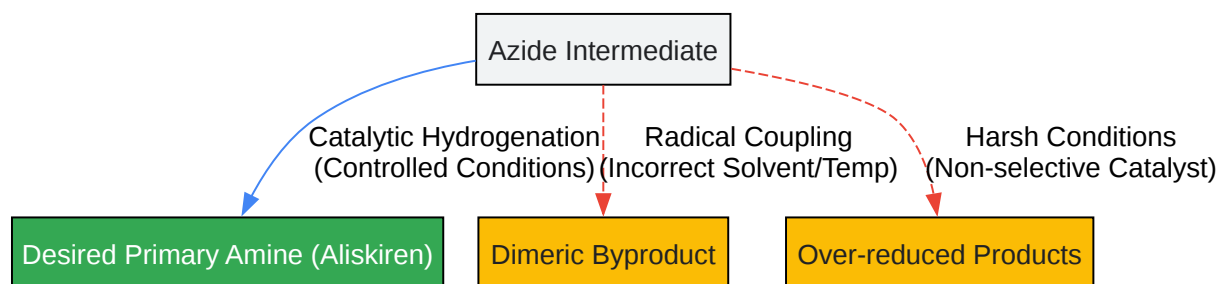 Azide Intermediate
Catalytic Hydrogenation
(Controlled Conditions)
Radical Coupling
(Incorrect Solvent/Temp)
Harsh Conditions
(Non-selective Catalyst)
Desired Primary Amine (Aliskiren)
Dimeric Byproduct
Over-reduced Products